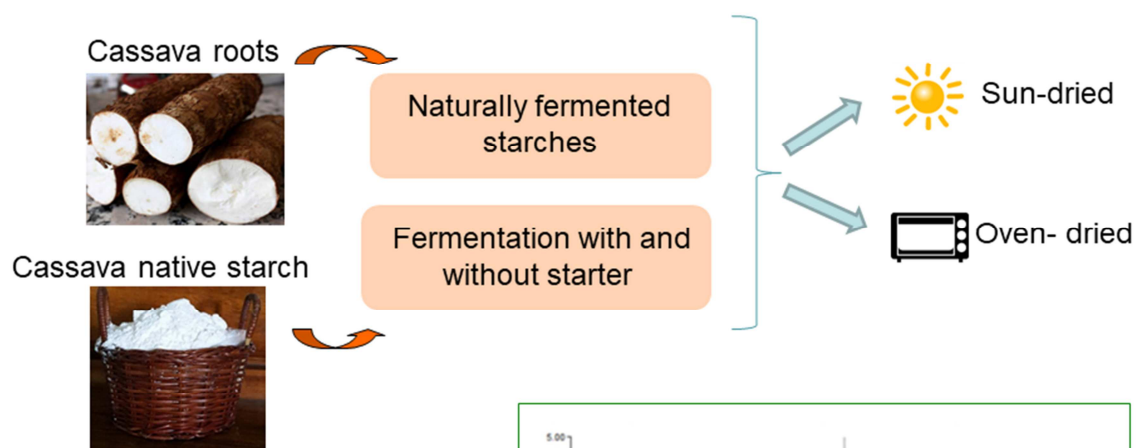 Cassava roots
Naturally fermented
starches
Sun-dried
Fermentation with and
without starter
Oven- dried
Cassava native starch
5.00